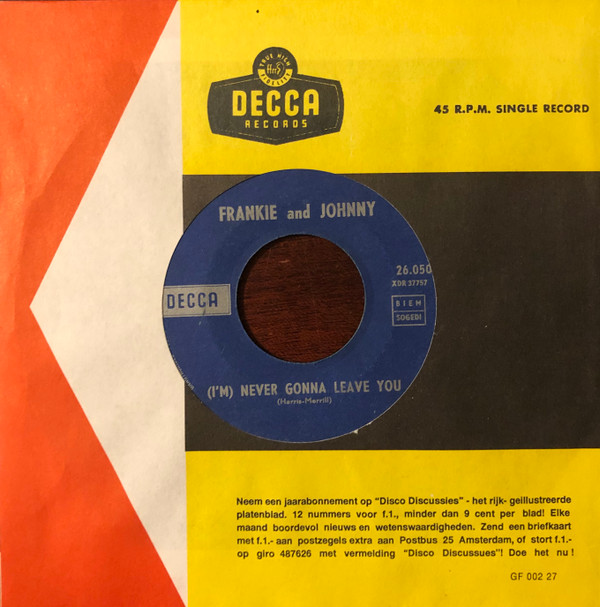 TRUE HIGH FIDELITY
DECCA
RECORDS
45 R.P.M. SINGLE RECORD
FRANKIE and JOHNNY
26.050
XDR 37757
DECCA
BIEM
SOGEDI
(I'M) NEVER GONNA LEAVE YOU
(Harris-Merrill)
Neem een jaarabonnement op "Disco Discussies" - het rijk- geïllustreerde
platenblad. 12 nummers voor f.1., minder dan 9 cent per blad! Elke
maand boordevol nieuws en wetenswaardigheden. Zend een briefkaart
met f.1.- aan postzegels extra aan Postbus 25 Amsterdam, of stort f.1.-
op giro 487626 met vermelding "Disco Discussues"! Doe het nu!
GF 002 27